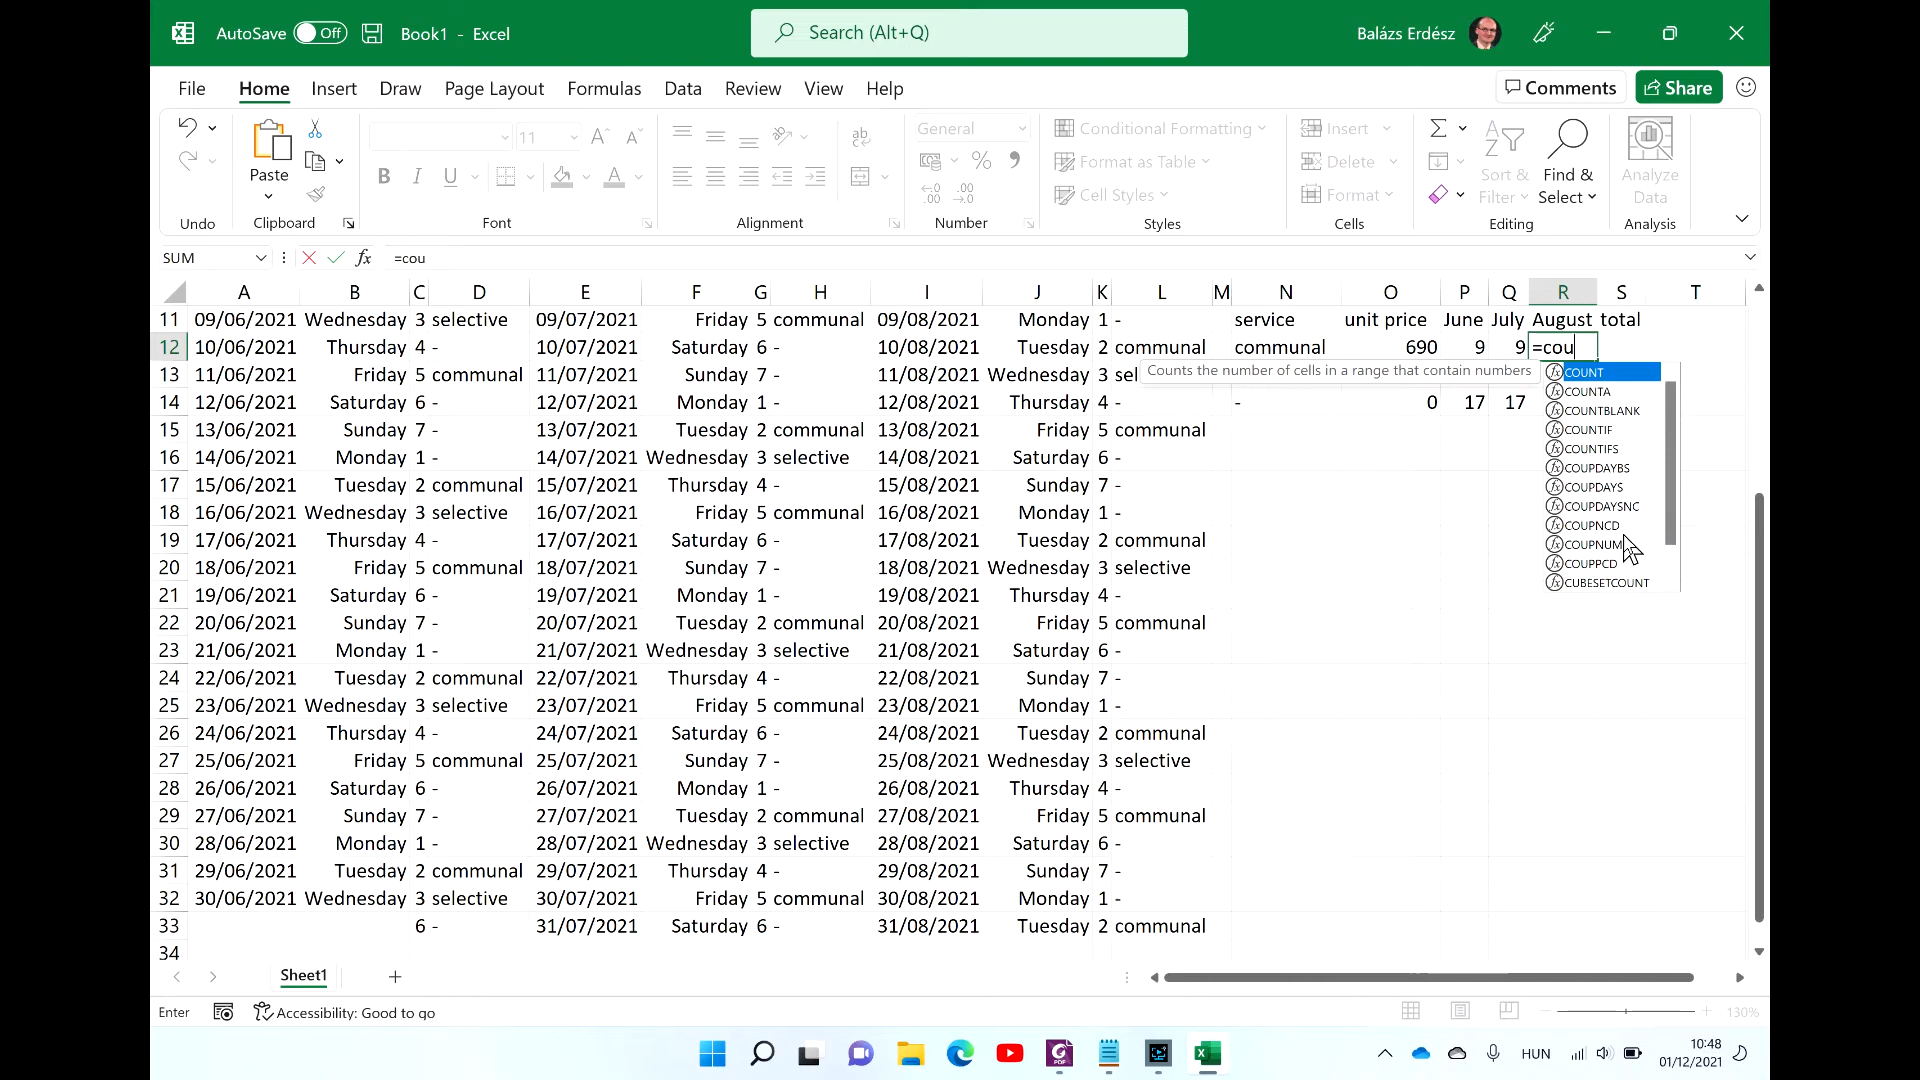 AutoSave Off Book1 - Excel Search (Alt+Q) Balázs Erdész
File Home Insert Draw Page Layout Formulas Data Review View Help Comments Share
Paste 11 A A ab General Conditional Formatting Insert Sort & Find & Analyze
B I U A % Format as Table Delete Filter Select Data
Cell Styles Format
Undo Clipboard Font Alignment Number Styles Cells Editing Analysis
SUM fx =cou
A B C D E F G H I J K L M N O P Q R S T
11 09/06/2021 Wednesday 3 selective 09/07/2021 Friday 5 communal 09/08/2021 Monday 1 - service unit price June July August total
12 10/06/2021 Thursday 4 - 10/07/2021 Saturday 6 - 10/08/2021 Tuesday 2 communal communal 690 9 9 =cou
13 11/06/2021 Friday 5 communal 11/07/2021 Sunday 7 - 11/08/2021 Wednesday 3 sel Counts the number of cells in a range that contain numbers COUNT
COUNTA
14 12/06/2021 Saturday 6 - 12/07/2021 Monday 1 - 12/08/2021 Thursday 4 - - 0 17 17 COUNTBLANK
15 13/06/2021 Sunday 7 - 13/07/2021 Tuesday 2 communal 13/08/2021 Friday 5 communal COUNTIF
16 14/06/2021 Monday 1 - 14/07/2021 Wednesday 3 selective 14/08/2021 Saturday 6 - COUNTIFS
COUPDAYBS
17 15/06/2021 Tuesday 2 communal 15/07/2021 Thursday 4 - 15/08/2021 Sunday 7 - COUPDAYS
18 16/06/2021 Wednesday 3 selective 16/07/2021 Friday 5 communal 16/08/2021 Monday 1 - COUPDAYSNC
COUPNCD
19 17/06/2021 Thursday 4 - 17/07/2021 Saturday 6 - 17/08/2021 Tuesday 2 communal COUPNUM
20 18/06/2021 Friday 5 communal 18/07/2021 Sunday 7 - 18/08/2021 Wednesday 3 selective COUPPCD
CUBESETCOUNT
21 19/06/2021 Saturday 6 - 19/07/2021 Monday 1 - 19/08/2021 Thursday 4 -
22 20/06/2021 Sunday 7 - 20/07/2021 Tuesday 2 communal 20/08/2021 Friday 5 communal
23 21/06/2021 Monday 1 - 21/07/2021 Wednesday 3 selective 21/08/2021 Saturday 6 -
24 22/06/2021 Tuesday 2 communal 22/07/2021 Thursday 4 - 22/08/2021 Sunday 7 -
25 23/06/2021 Wednesday 3 selective 23/07/2021 Friday 5 communal 23/08/2021 Monday 1 -
26 24/06/2021 Thursday 4 - 24/07/2021 Saturday 6 - 24/08/2021 Tuesday 2 communal
27 25/06/2021 Friday 5 communal 25/07/2021 Sunday 7 - 25/08/2021 Wednesday 3 selective
28 26/06/2021 Saturday 6 - 26/07/2021 Monday 1 - 26/08/2021 Thursday 4 -
29 27/06/2021 Sunday 7 - 27/07/2021 Tuesday 2 communal 27/08/2021 Friday 5 communal
30 28/06/2021 Monday 1 - 28/07/2021 Wednesday 3 selective 28/08/2021 Saturday 6 -
31 29/06/2021 Tuesday 2 communal 29/07/2021 Thursday 4 - 29/08/2021 Sunday 7 -
32 30/06/2021 Wednesday 3 selective 30/07/2021 Friday 5 communal 30/08/2021 Monday 1 -
33 6 - 31/07/2021 Saturday 6 - 31/08/2021 Tuesday 2 communal
34
Sheet1
Enter Accessibility: Good to go 130%
HUN 10:48
01/12/2021